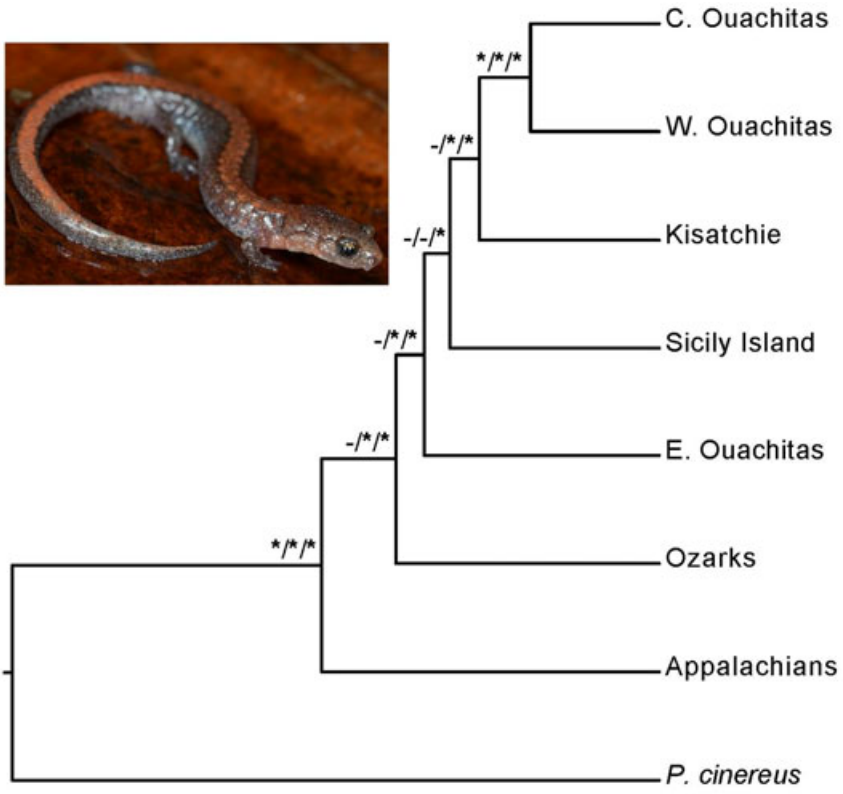 C. Ouachitas
*/*/*
W. Ouachitas
-/*/*
Kisatchie
-/-/*
Sicily Island
-/*/*
E. Ouachitas
-/*/*
Ozarks
*/*/*
Appalachians
P. cinereus